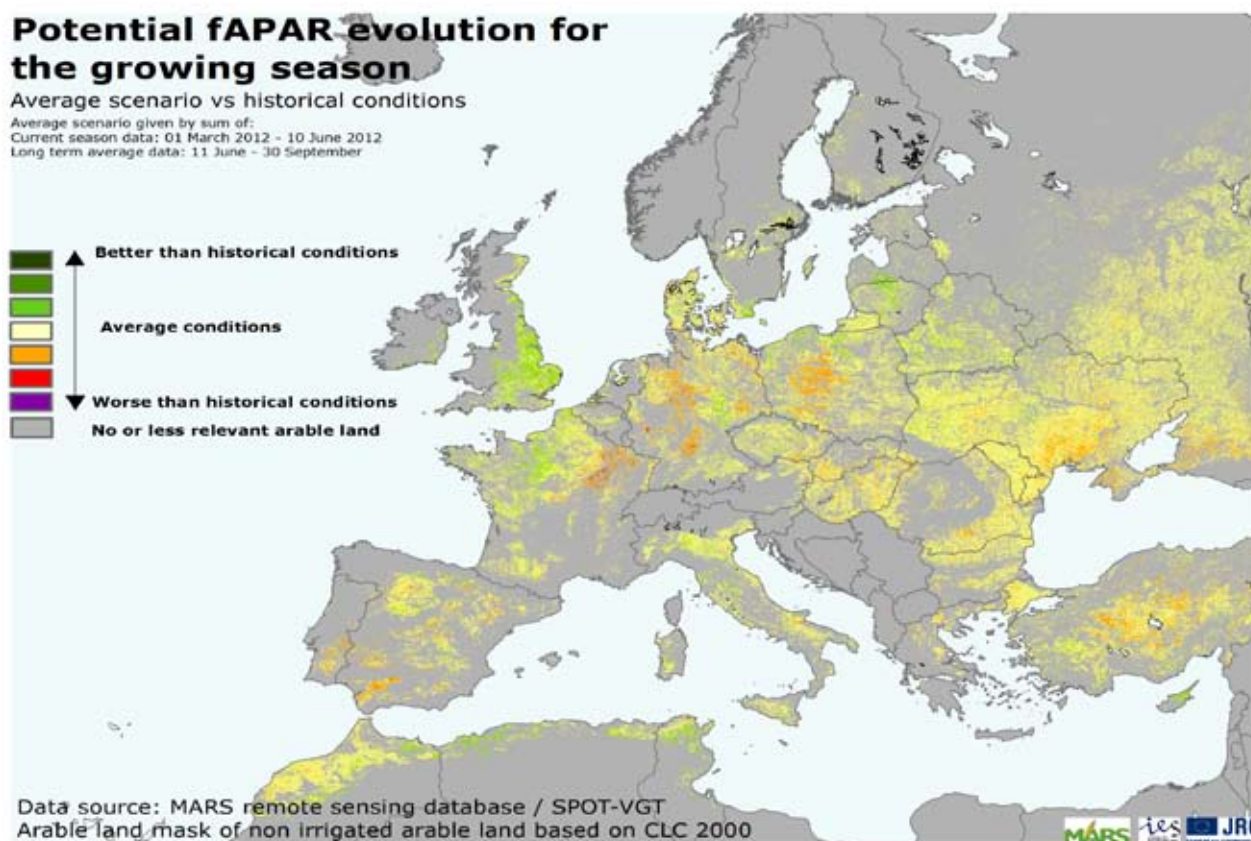 Potential fAPAR evolution for
the growing season
Average scenario vs historical conditions
Average scenario given by sum of:
Current season data: 01 March 2012 - 10 June 2012
Long term average data: 11 June - 30 September
Better than historical conditions
Average conditions
Worse than historical conditions
No or less relevant arable land
Data source: MARS remote sensing database / SPOT-VGT
Arable land mask of non irrigated arable land based on CLC 2000
MARS ies JRC